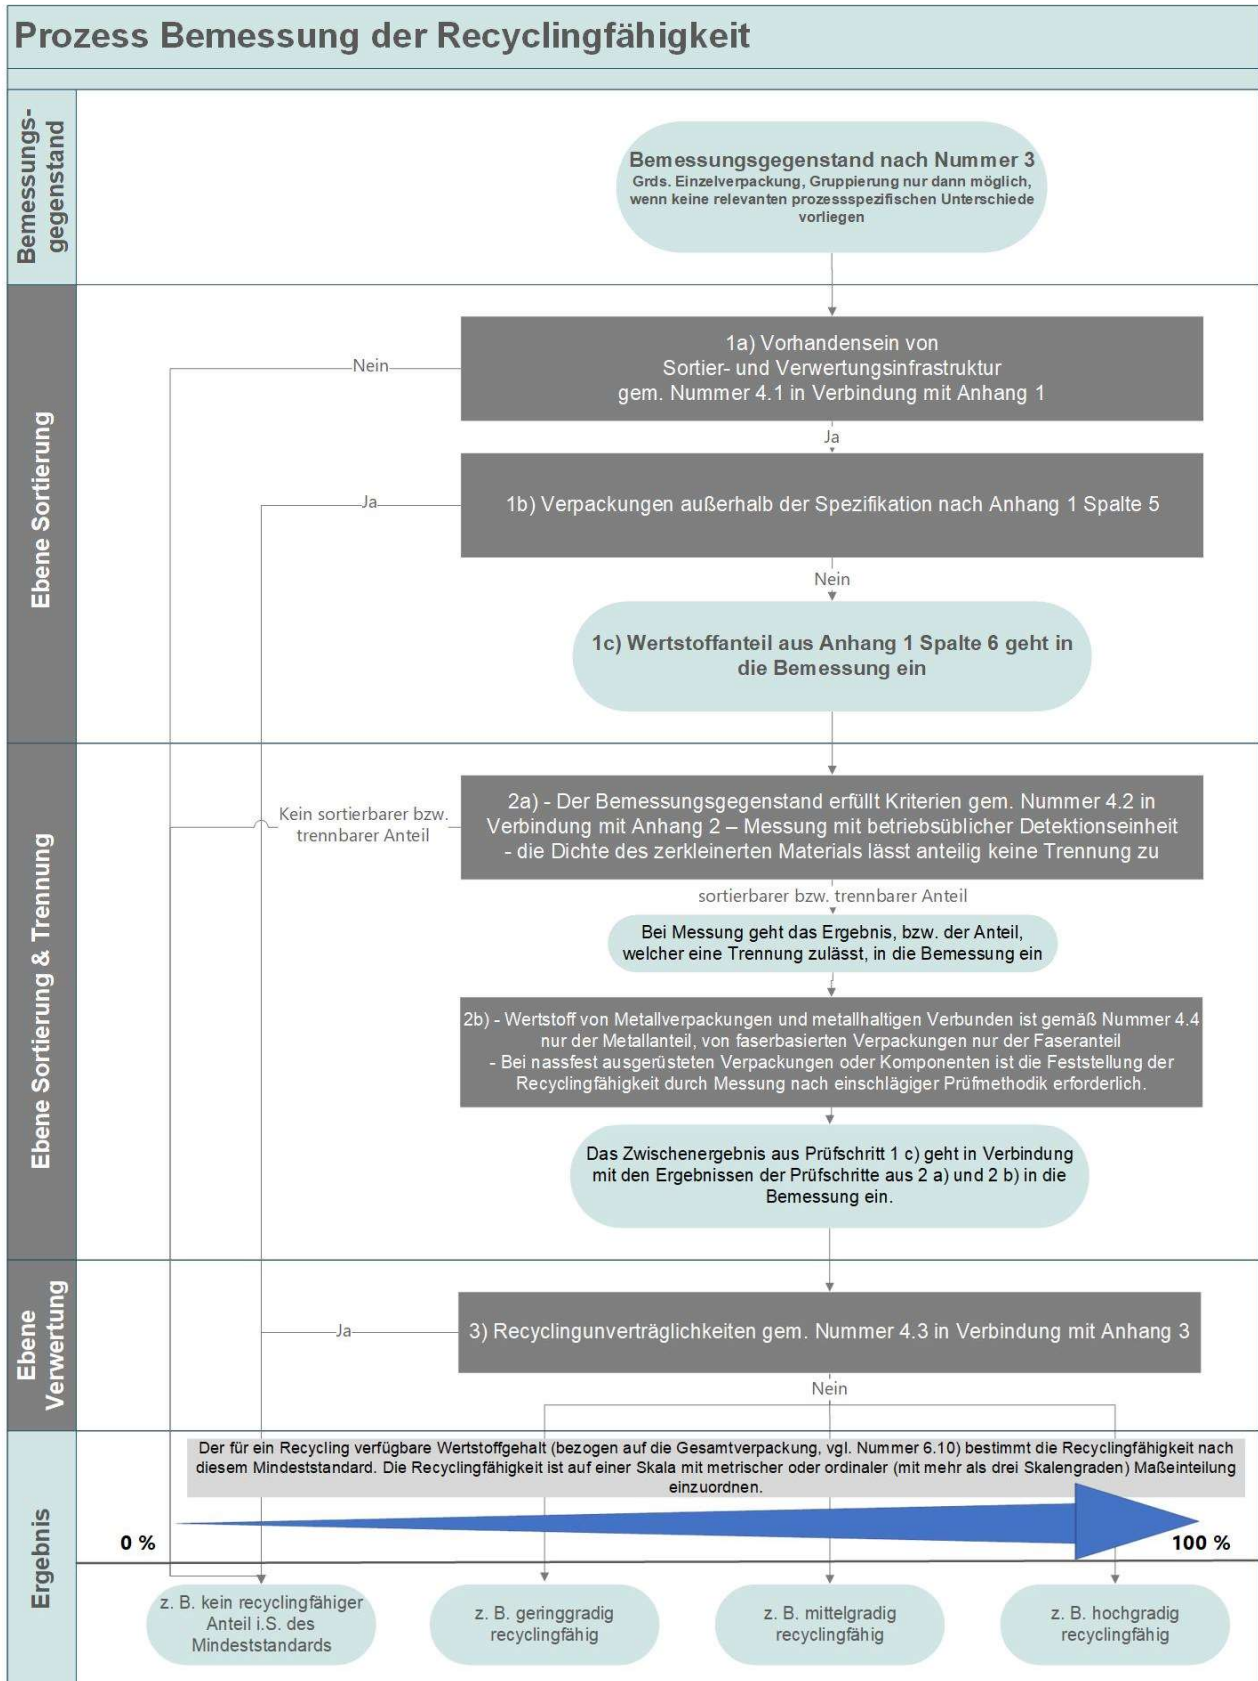 Prozess Bemessung der Recyclingfähigkeit
Bemessungs-
gegenstand
Bemessungsgegenstand nach Nummer 3
Grds. Einzelverpackung, Gruppierung nur dann möglich,
wenn keine relevanten prozessspezifischen Unterschiede
vorliegen
Ebene Sortierung
1a) Vorhandensein von
Sortier- und Verwertungsinfrastruktur
gem. Nummer 4.1 in Verbindung mit Anhang 1
Nein
Ja
1b) Verpackungen außerhalb der Spezifikation nach Anhang 1 Spalte 5
Ja
Nein
1c) Wertstoffanteil aus Anhang 1 Spalte 6 geht in
die Bemessung ein
Ebene Sortierung & Trennung
2a) - Der Bemessungsgegenstand erfüllt Kriterien gem. Nummer 4.2 in
Verbindung mit Anhang 2 – Messung mit betriebsüblicher Detektionseinheit
- die Dichte des zerkleinerten Materials lässt anteilig keine Trennung zu
Kein sortierbarer bzw.
trennbarer Anteil
sortierbarer bzw. trennbarer Anteil
Bei Messung geht das Ergebnis, bzw. der Anteil,
welcher eine Trennung zulässt, in die Bemessung ein
2b) - Wertstoff von Metallverpackungen und metallhaltigen Verbunden ist gemäß Nummer 4.4
nur der Metallanteil, von faserbasierten Verpackungen nur der Faseranteil
- Bei nassfest ausgerüsteten Verpackungen oder Komponenten ist die Feststellung der
Recyclingfähigkeit durch Messung nach einschlägiger Prüfmethodik erforderlich.
Das Zwischenergebnis aus Prüfschritt 1 c) geht in Verbindung
mit den Ergebnissen der Prüfschritte aus 2 a) und 2 b) in die
Bemessung ein.
Ebene
Verwertung
3) Recyclingunverträglichkeiten gem. Nummer 4.3 in Verbindung mit Anhang 3
Ja
Nein
Ergebnis
Der für ein Recycling verfügbare Wertstoffgehalt (bezogen auf die Gesamtverpackung, vgl. Nummer 6.10) bestimmt die Recyclingfähigkeit nach
diesem Mindeststandard. Die Recyclingfähigkeit ist auf einer Skala mit metrischer oder ordinaler (mit mehr als drei Skalengraden) Maßeinteilung
einzuordnen.
0 %
100 %
z. B. kein recyclingfähiger
Anteil i.S. des
Mindeststandards
z. B. geringgradig
recyclingfähig
z. B. mittelgradig
recyclingfähig
z. B. hochgradig
recyclingfähig